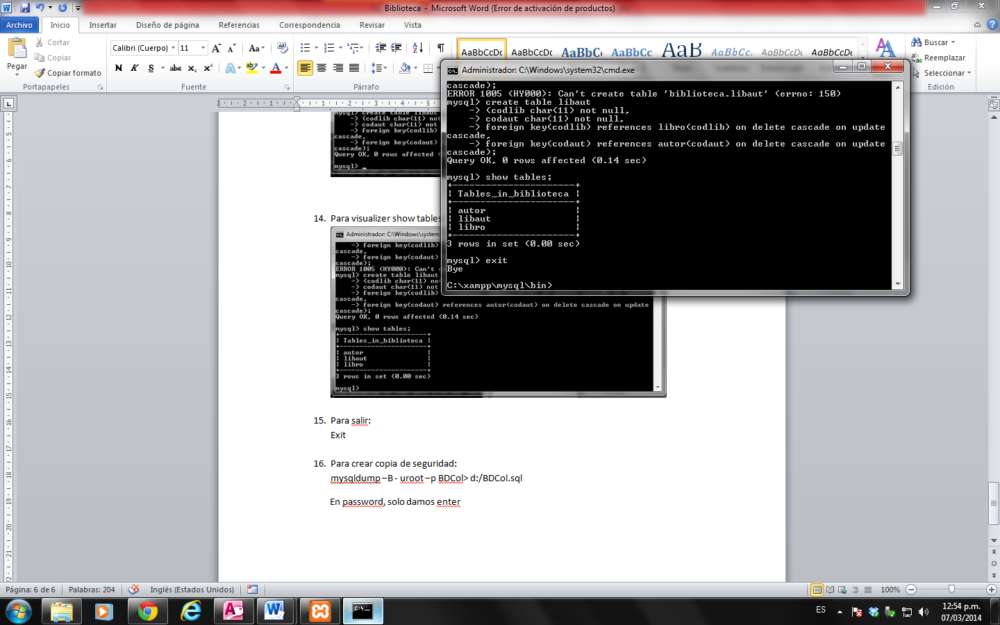 Biblioteca - Microsoft Word (Error de activación de productos)
Archivo Inicio Insertar Diseño de página Referencias Correspondencia Revisar Vista
Pegar
Cortar
Copiar
Copiar formato
Portapapeles
Calibri (Cuerpo) 11
Fuente
Párrafo
AaBbCcDc AaBbCcDc AaBbC AaBbCc AaB AaBbCc. AaBbCcDc AaBbCcDc
Buscar
Reemplazar
Seleccionar
Edición
Administrador: C:\Windows\system32\cmd.exe
cascade);
ERROR 1005 (HY000): Can't create table 'biblioteca.libaut' (errno: 150)
mysql> create table libaut
-> (codlib char(11) not null,
-> codaut char(11) not null,
-> foreign key(codlib) references libro(codlib) on delete cascade on update
cascade,
-> foreign key(codaut) references autor(codaut) on delete cascade on update
cascade);
Query OK, 0 rows affected (0.14 sec)
mysql> show tables;
+----------------------+
| Tables_in_biblioteca |
+----------------------+
| autor |
| libaut |
| libro |
+----------------------+
3 rows in set (0.00 sec)
mysql> exit
Bye
C:\xampp\mysql\bin>
mysql> create table libaut
-> (codlib char(11) not
-> codaut char(11) not
-> foreign key(codlib)
cascade,
-> foreign key(codaut)
cascade);
Query OK, 0 rows affected (
mysql> _
14. Para visualizer show tables
Administrador: C:\Windows\system
-> foreign key(codlib)
cascade,
-> foreign key(codaut)
cascade);
ERROR 1005 (HY000): Can't
mysql> create table libaut
-> (codlib char(11) not
-> codaut char(11) not
-> foreign key(codlib)
cascade,
-> foreign key(codaut) references autor(codaut) on delete cascade on update
cascade);
Query OK, 0 rows affected (0.14 sec)
mysql> show tables;
+----------------------+
| Tables_in_biblioteca |
+----------------------+
| autor |
| libaut |
| libro |
+----------------------+
3 rows in set (0.00 sec)
mysql>
15. Para salir:
Exit
16. Para crear copia de seguridad:
mysqldump –B - uroot –p BDCol> d:/BDCol.sql
En password, solo damos enter
Página: 6 de 6 Palabras: 204 Inglés (Estados Unidos) 100%
ES 12:54 p.m.
07/03/2014